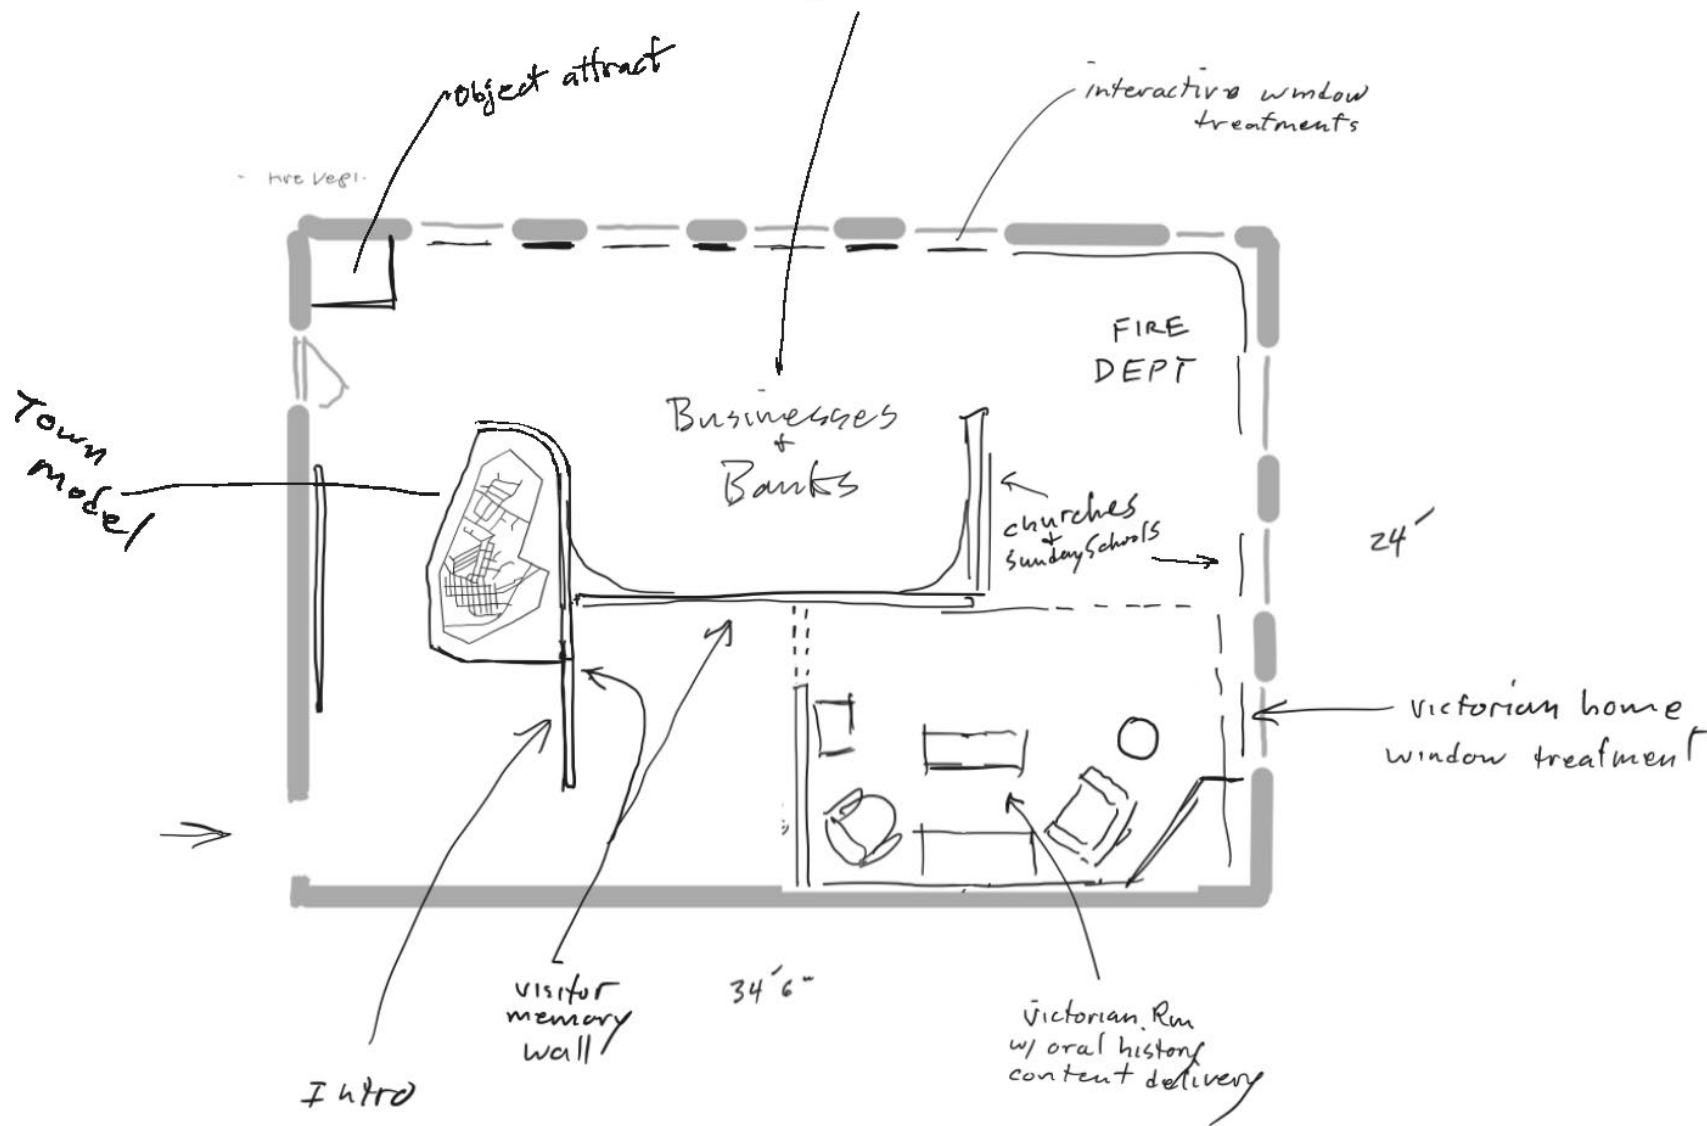 object attract
interactive window
treatments
FIRE
DEPT
Town
model
Businesses
+
Banks
churches
+
Sunday Schools
24'
victorian home
window treatment
visitor
memory
wall
34'6"
Intro
victorian Rm
w/ oral history
content delivery